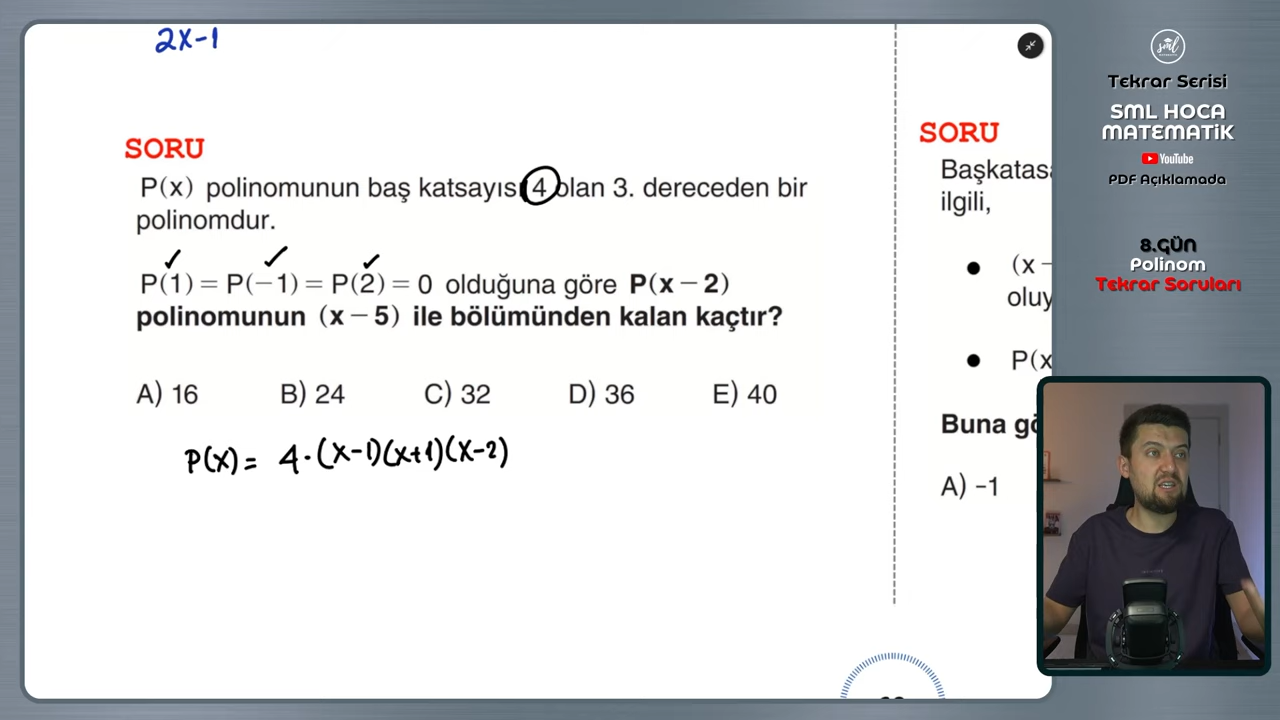 2x-1
SORU
P(x) polinomunun baş katsayısı 4 olan 3. dereceden bir
polinomdur.
P(1) = P(-1) = P(2) = 0 olduğuna göre P(x - 2)
polinomunun (x - 5) ile bölümünden kalan kaçtır?
A) 16 B) 24 C) 32 D) 36 E) 40
P(x) = 4·(x-1)(x+1)(x-2)
SORU
Başkatsa
ilgili,
● (x -
oluy
● P(x
Buna gö
A) -1
sml
Tekrar Serisi
SML HOCA
MATEMATİK
YouTube
PDF Açıklamada
8.GÜN
Polinom
Tekrar Soruları